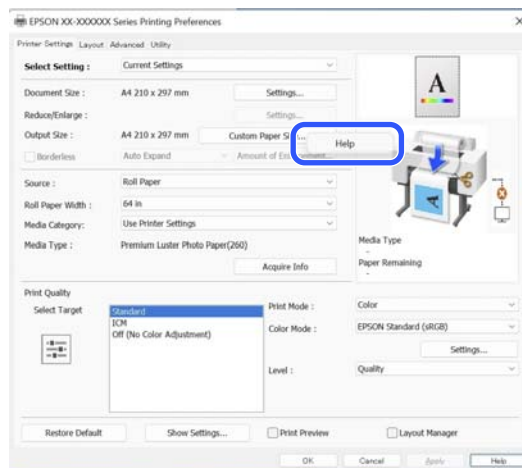 EPSON XX-XXXXXX Series Printing Preferences
Printer Settings Layout Advanced Utility
Select Setting : Current Settings
Document Size : A4 210 x 297 mm Settings...
Reduce/Enlarge : Settings...
Output Size : A4 210 x 297 mm Custom Paper
Help
Borderless Auto Expand Amount of
Source : Roll Paper
Roll Paper Width : 64 in
Media Category: Use Printer Settings
Media Type : Premium Luster Photo Paper(260)
Acquire Info
A
Media Type
-
Paper Remaining
-
Print Quality
Select Target
Standard
ICM
Off (No Color Adjustment)
Print Mode : Color
Color Mode : EPSON Standard (sRGB)
Settings...
Level : Quality
Restore Default Show Settings... Print Preview Layout Manager
OK Cancel Apply Help